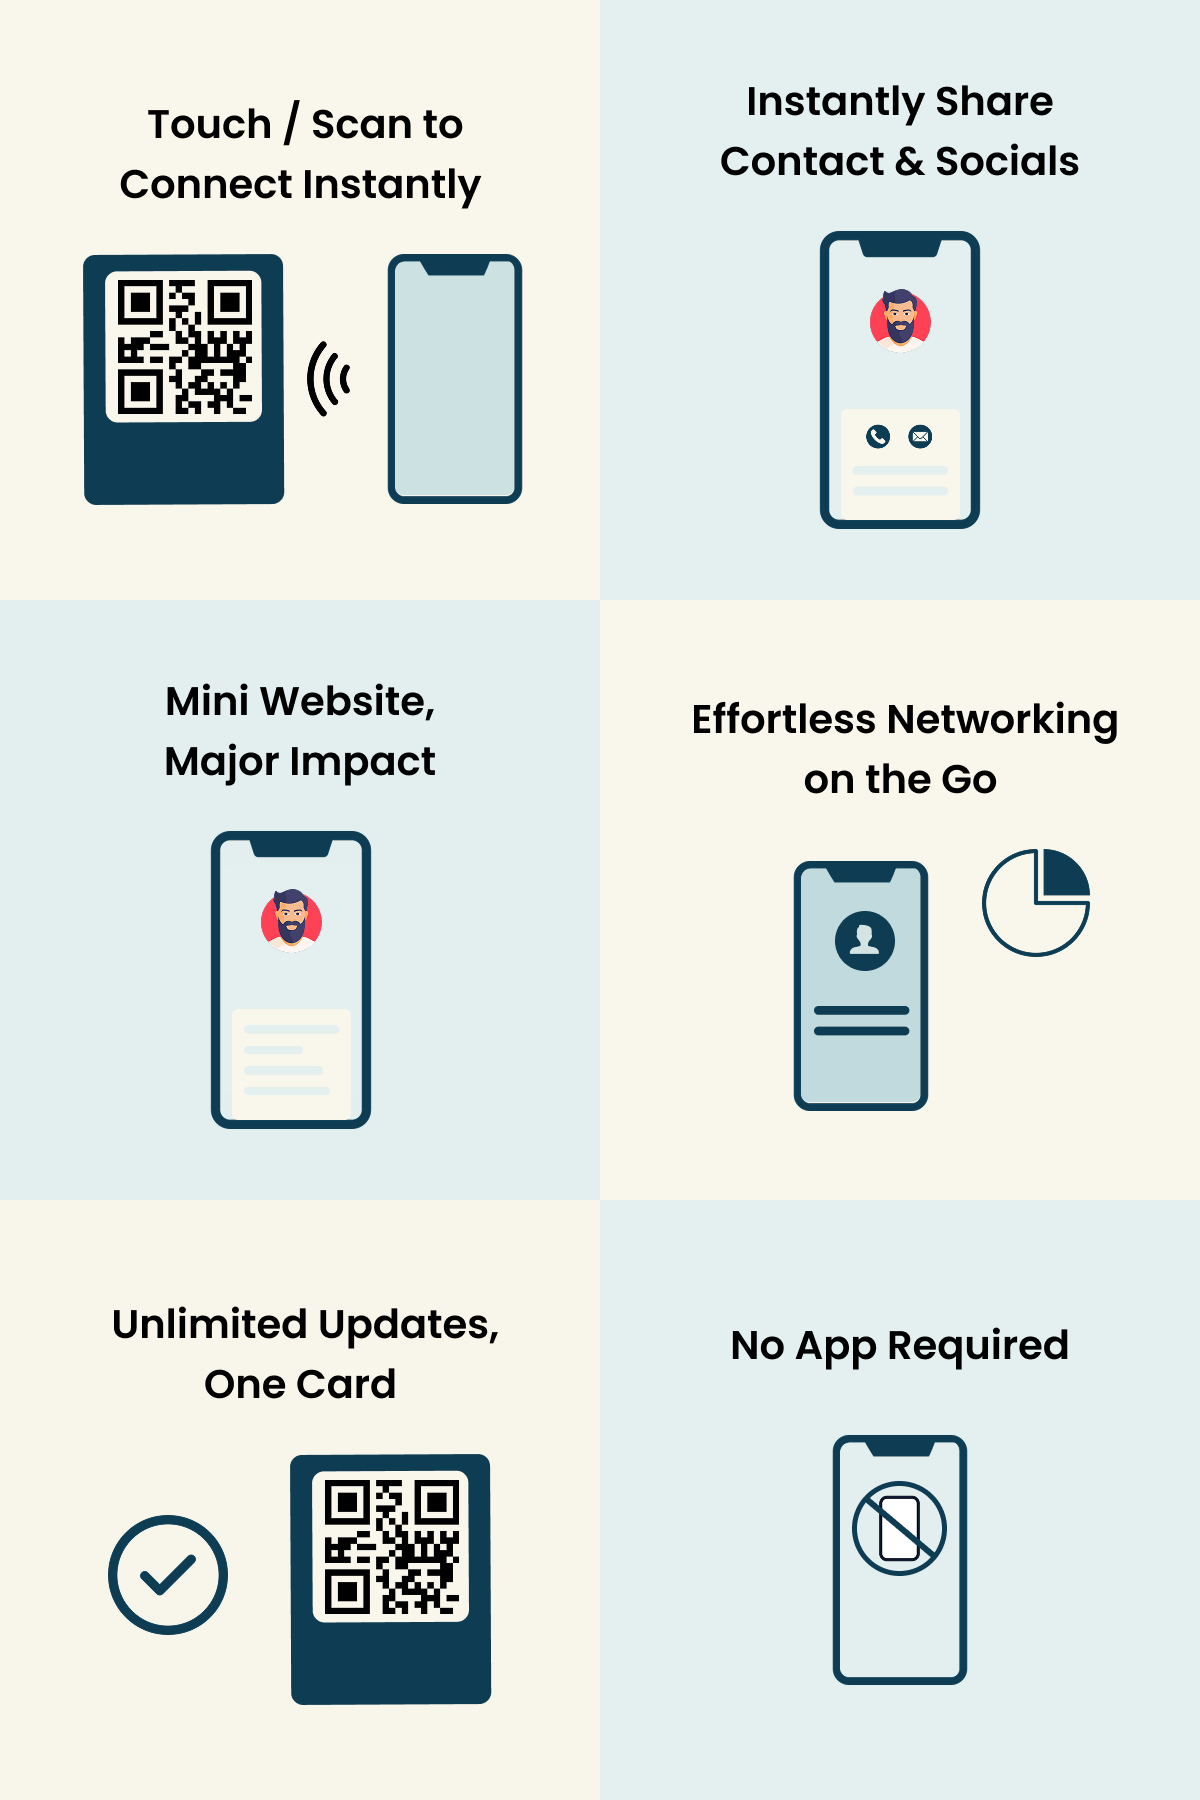 Touch / Scan to
Connect Instantly
Instantly Share
Contact & Socials
Mini Website,
Major Impact
Effortless Networking
on the Go
Unlimited Updates,
One Card
No App Required